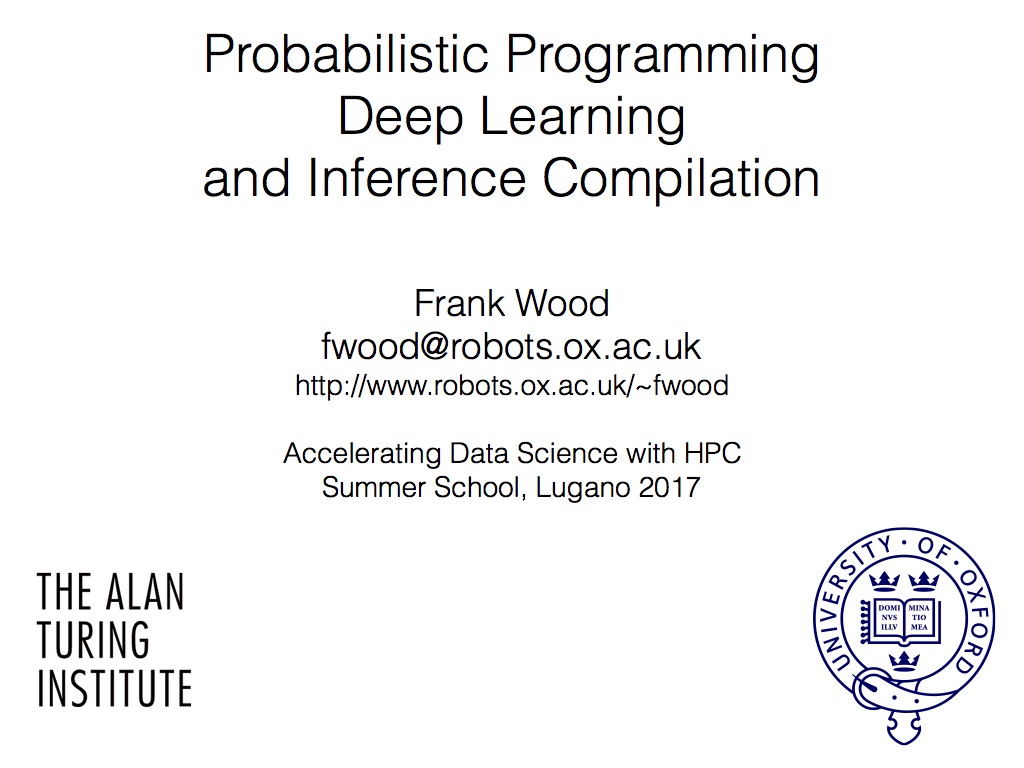 Probabilistic Programming
Deep Learning
and Inference Compilation
Frank Wood
fwood@robots.ox.ac.uk
http://www.robots.ox.ac.uk/~fwood
Accelerating Data Science with HPC
Summer School, Lugano 2017
THE ALAN
TURING
INSTITUTE
UNIVERSITY · OF · OXFORD
DOMI
NVS
ILLV
MINA
TIO
MEA